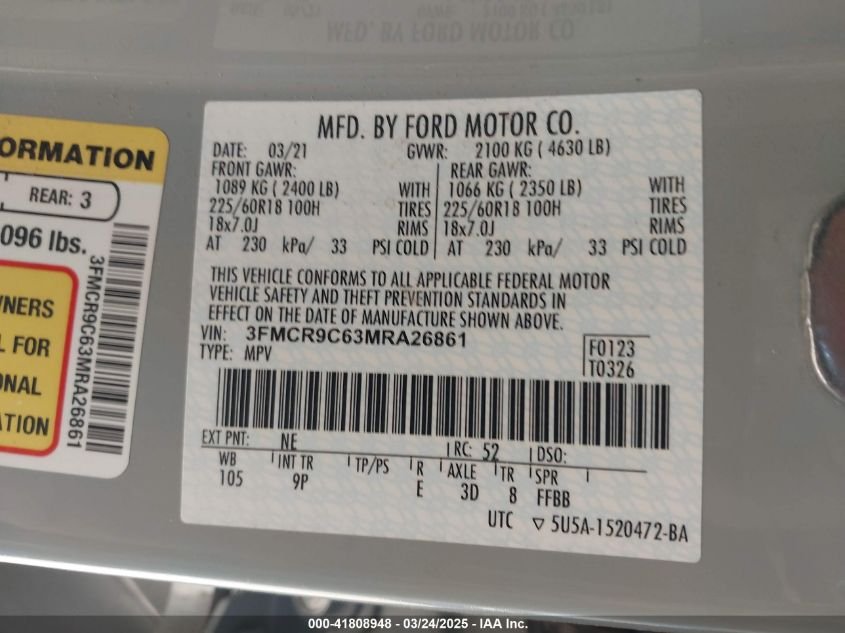 MFD. BY FORD MOTOR CO.
ORMATION
REAR: 3
096 lbs.
3FMCR9C63MRA26861
WNERS
L FOR
ONAL
ATION
MFD. BY FORD MOTOR CO.
DATE: 03/21 GVWR: 2100 KG ( 4630 LB)
FRONT GAWR: REAR GAWR:
1089 KG ( 2400 LB) WITH 1066 KG ( 2350 LB) WITH
225/60R18 100H TIRES 225/60R18 100H TIRES
18x7.0J RIMS 18x7.0J RIMS
AT 230 kPa/ 33 PSI COLD AT 230 kPa/ 33 PSI COLD
THIS VEHICLE CONFORMS TO ALL APPLICABLE FEDERAL MOTOR
VEHICLE SAFETY AND THEFT PREVENTION STANDARDS IN
EFFECT ON THE DATE OF MANUFACTURE SHOWN ABOVE.
VIN: 3FMCR9C63MRA26861
TYPE: MPV
F0123
T0326
EXT PNT: NE RC: 52 DSO:
WB INT TR TP/PS R AXLE TR SPR
105 9P E 3D 8 FFBB
UTC ▽ 5U5A-1520472-BA
000-41808948 - 03/24/2025 - IAA Inc.